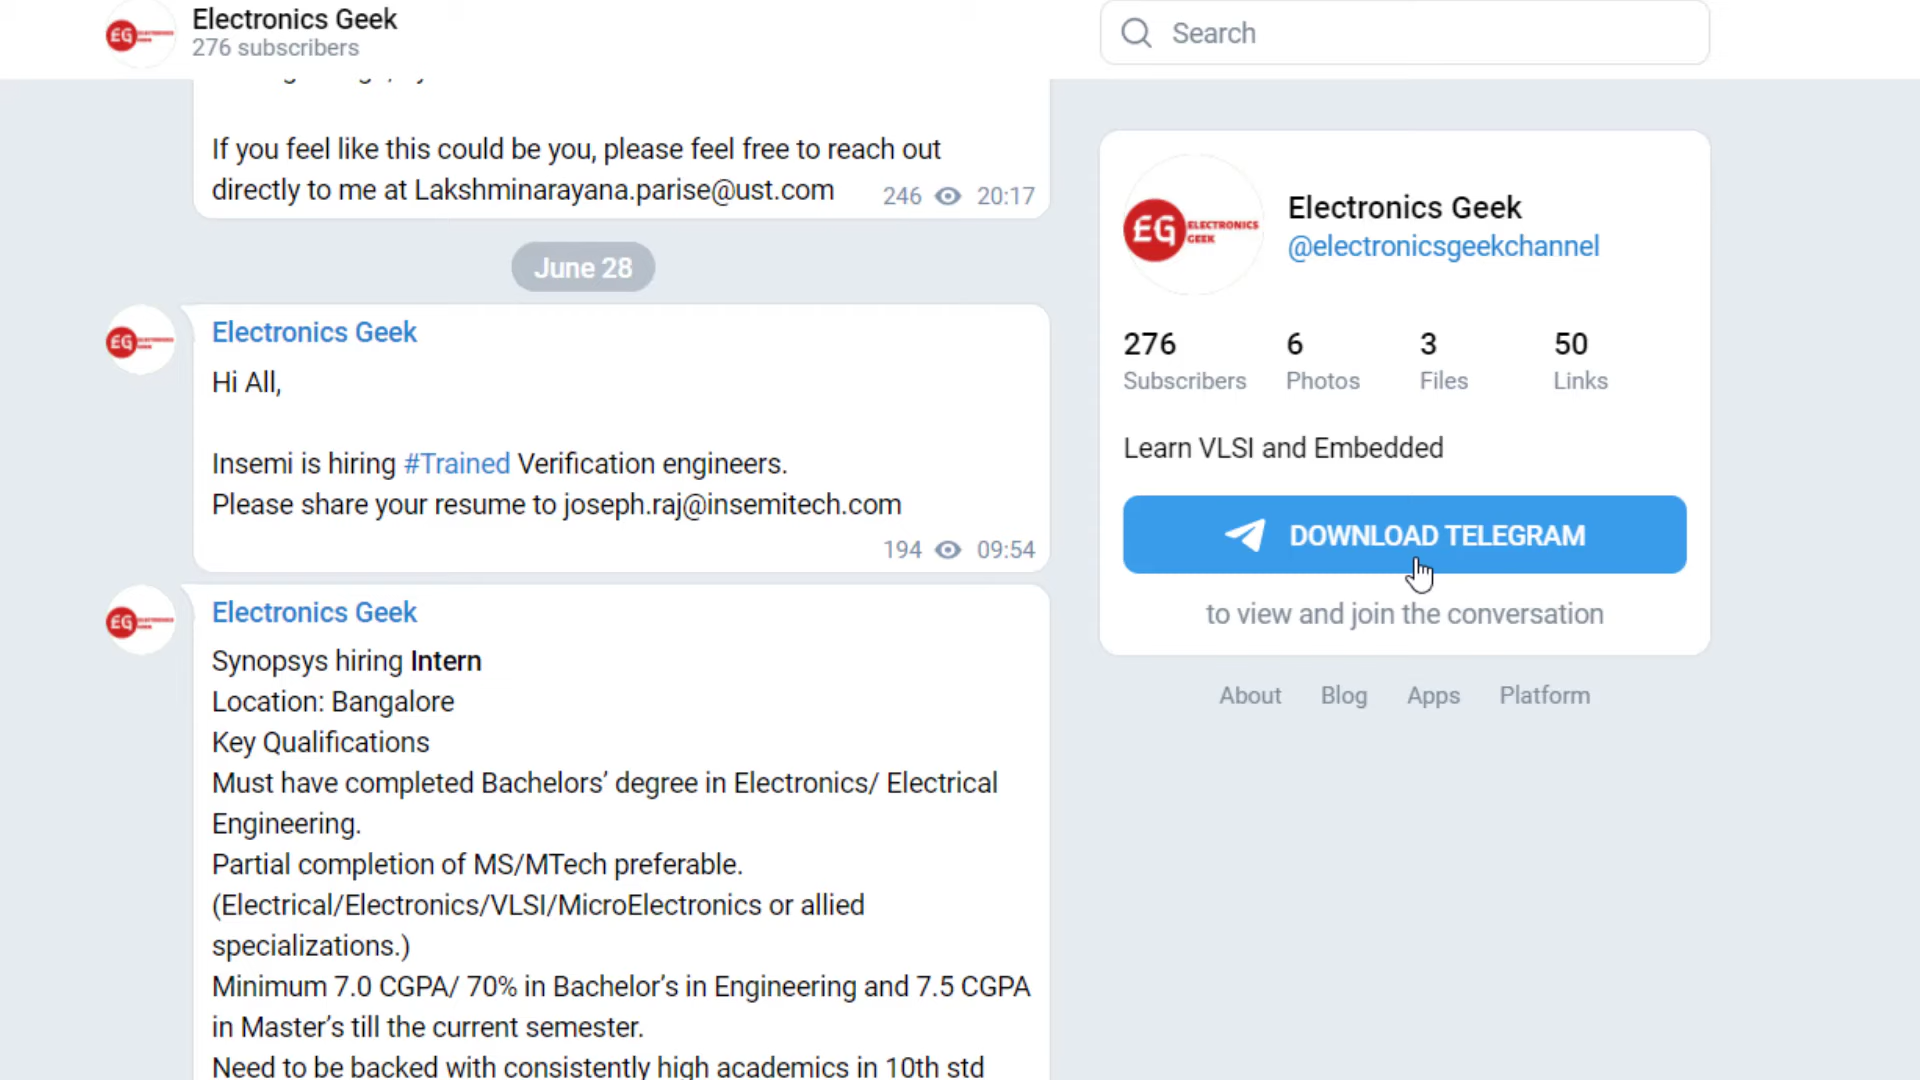 Electronics Geek
276 subscribers
Search
If you feel like this could be you, please feel free to reach out
directly to me at Lakshminarayana.parise@ust.com
246 20:17
June 28
EG
Electronics Geek
Hi All,
Insemi is hiring #Trained Verification engineers.
Please share your resume to joseph.raj@insemitech.com
194 09:54
EG
Electronics Geek
Synopsys hiring Intern
Location: Bangalore
Key Qualifications
Must have completed Bachelors’ degree in Electronics/ Electrical
Engineering.
Partial completion of MS/MTech preferable.
(Electrical/Electronics/VLSI/MicroElectronics or allied
specializations.)
Minimum 7.0 CGPA/ 70% in Bachelor’s in Engineering and 7.5 CGPA
in Master’s till the current semester.
Need to be backed with consistently high academics in 10th std
EG ELECTRONICS
GEEK
Electronics Geek
@electronicsgeekchannel
276 6 3 50
Subscribers Photos Files Links
Learn VLSI and Embedded
DOWNLOAD TELEGRAM
to view and join the conversation
About Blog Apps Platform